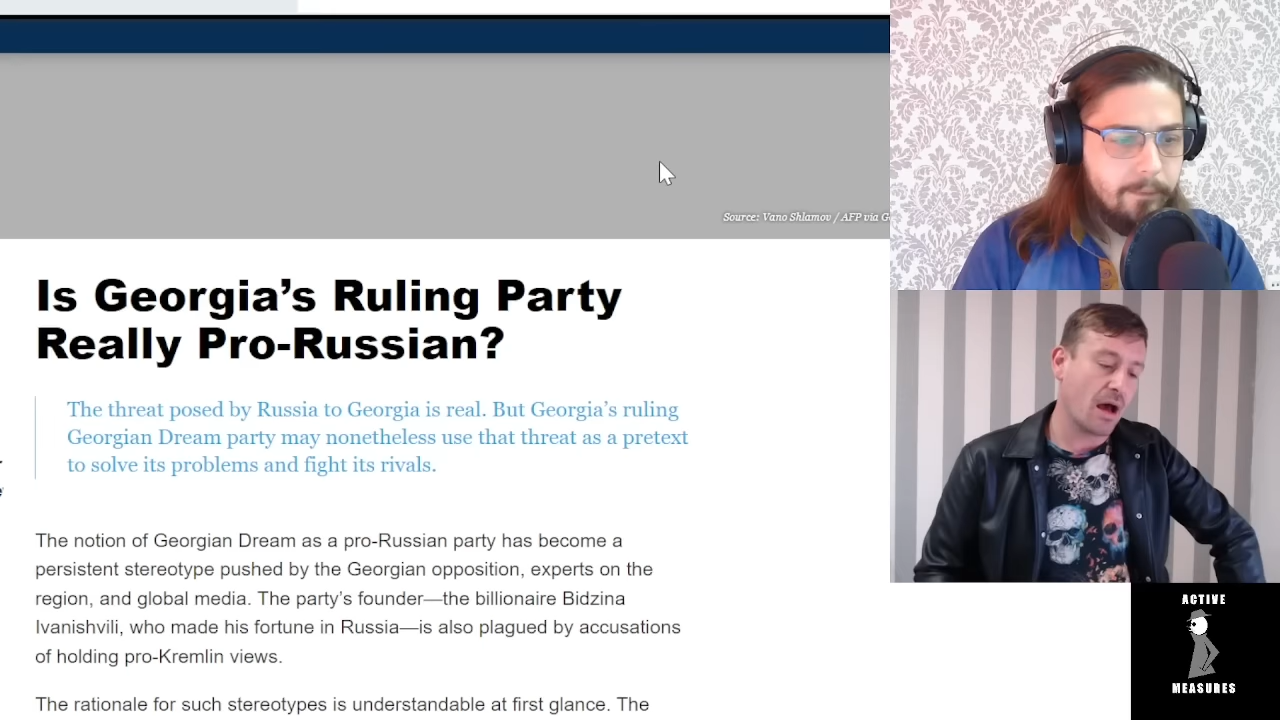 Source: Vano Shlamov / AFP via G
Is Georgia’s Ruling Party
Really Pro-Russian?
The threat posed by Russia to Georgia is real. But Georgia’s ruling
Georgian Dream party may nonetheless use that threat as a pretext
to solve its problems and fight its rivals.
The notion of Georgian Dream as a pro-Russian party has become a
persistent stereotype pushed by the Georgian opposition, experts on the
region, and global media. The party’s founder—the billionaire Bidzina
Ivanishvili, who made his fortune in Russia—is also plagued by accusations
of holding pro-Kremlin views.
The rationale for such stereotypes is understandable at first glance. The
ACTIVE
MEASURES